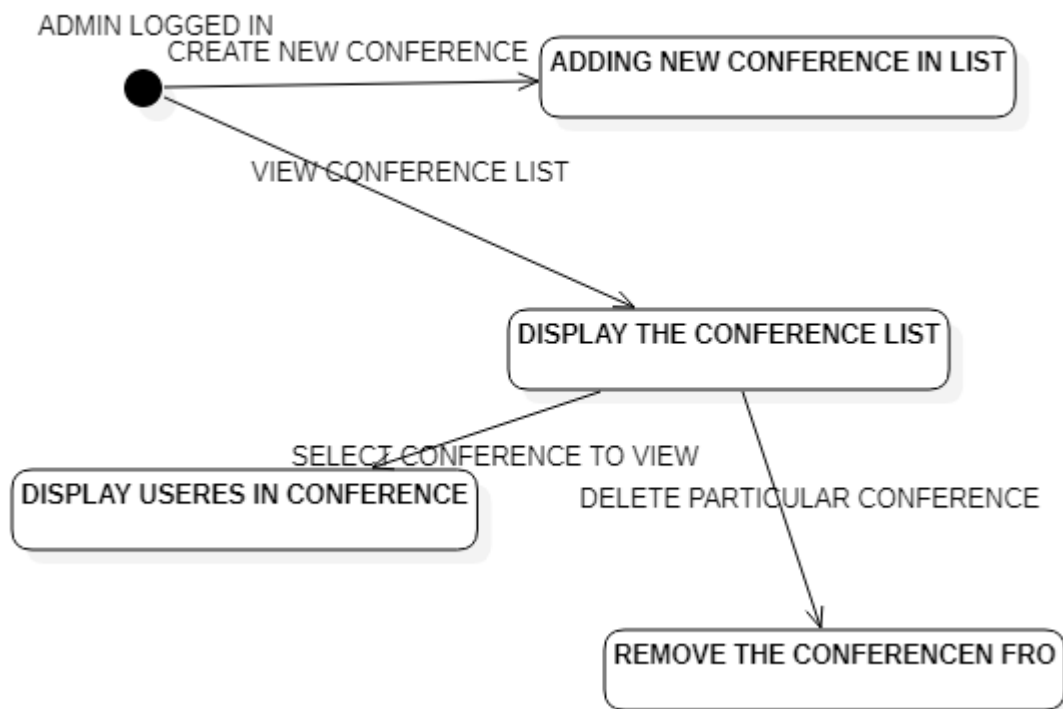 ADMIN LOGGED IN
CREATE NEW CONFERENCE
ADDING NEW CONFERENCE IN LIST
VIEW CONFERENCE LIST
DISPLAY THE CONFERENCE LIST
SELECT CONFERENCE TO VIEW
DISPLAY USERES IN CONFERENCE
DELETE PARTICULAR CONFERENCE
REMOVE THE CONFERENCEN FRO